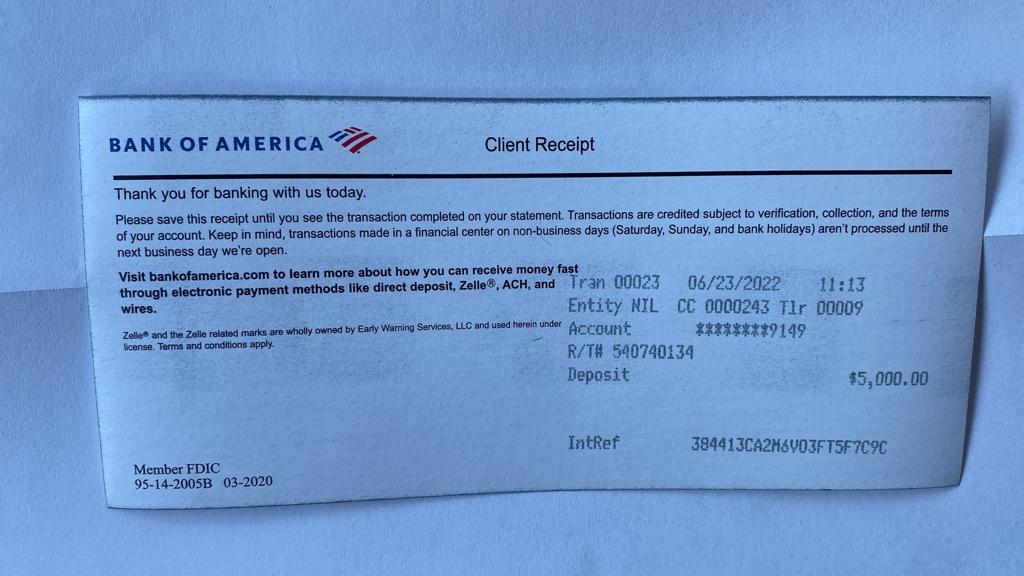 BANK OF AMERICA
Client Receipt
Thank you for banking with us today.
Please save this receipt until you see the transaction completed on your statement. Transactions are credited subject to verification, collection, and the terms
of your account. Keep in mind, transactions made in a financial center on non-business days (Saturday, Sunday, and bank holidays) aren't processed until the
next business day we're open.
Visit bankofamerica.com to learn more about how you can receive money fast
through electronic payment methods like direct deposit, Zelle®, ACH, and
wires.
Zelle® and the Zelle related marks are wholly owned by Early Warning Services, LLC and used herein under
license. Terms and conditions apply.
Tran 00023 06/23/2022 11:13
Entity NIL CC 0000243 Tlr 00009
Account ********9149
R/T# 540740134
Deposit $5,000.00
IntRef 384413CA2M6V03FT5F7C9C
Member FDIC
95-14-2005B 03-2020